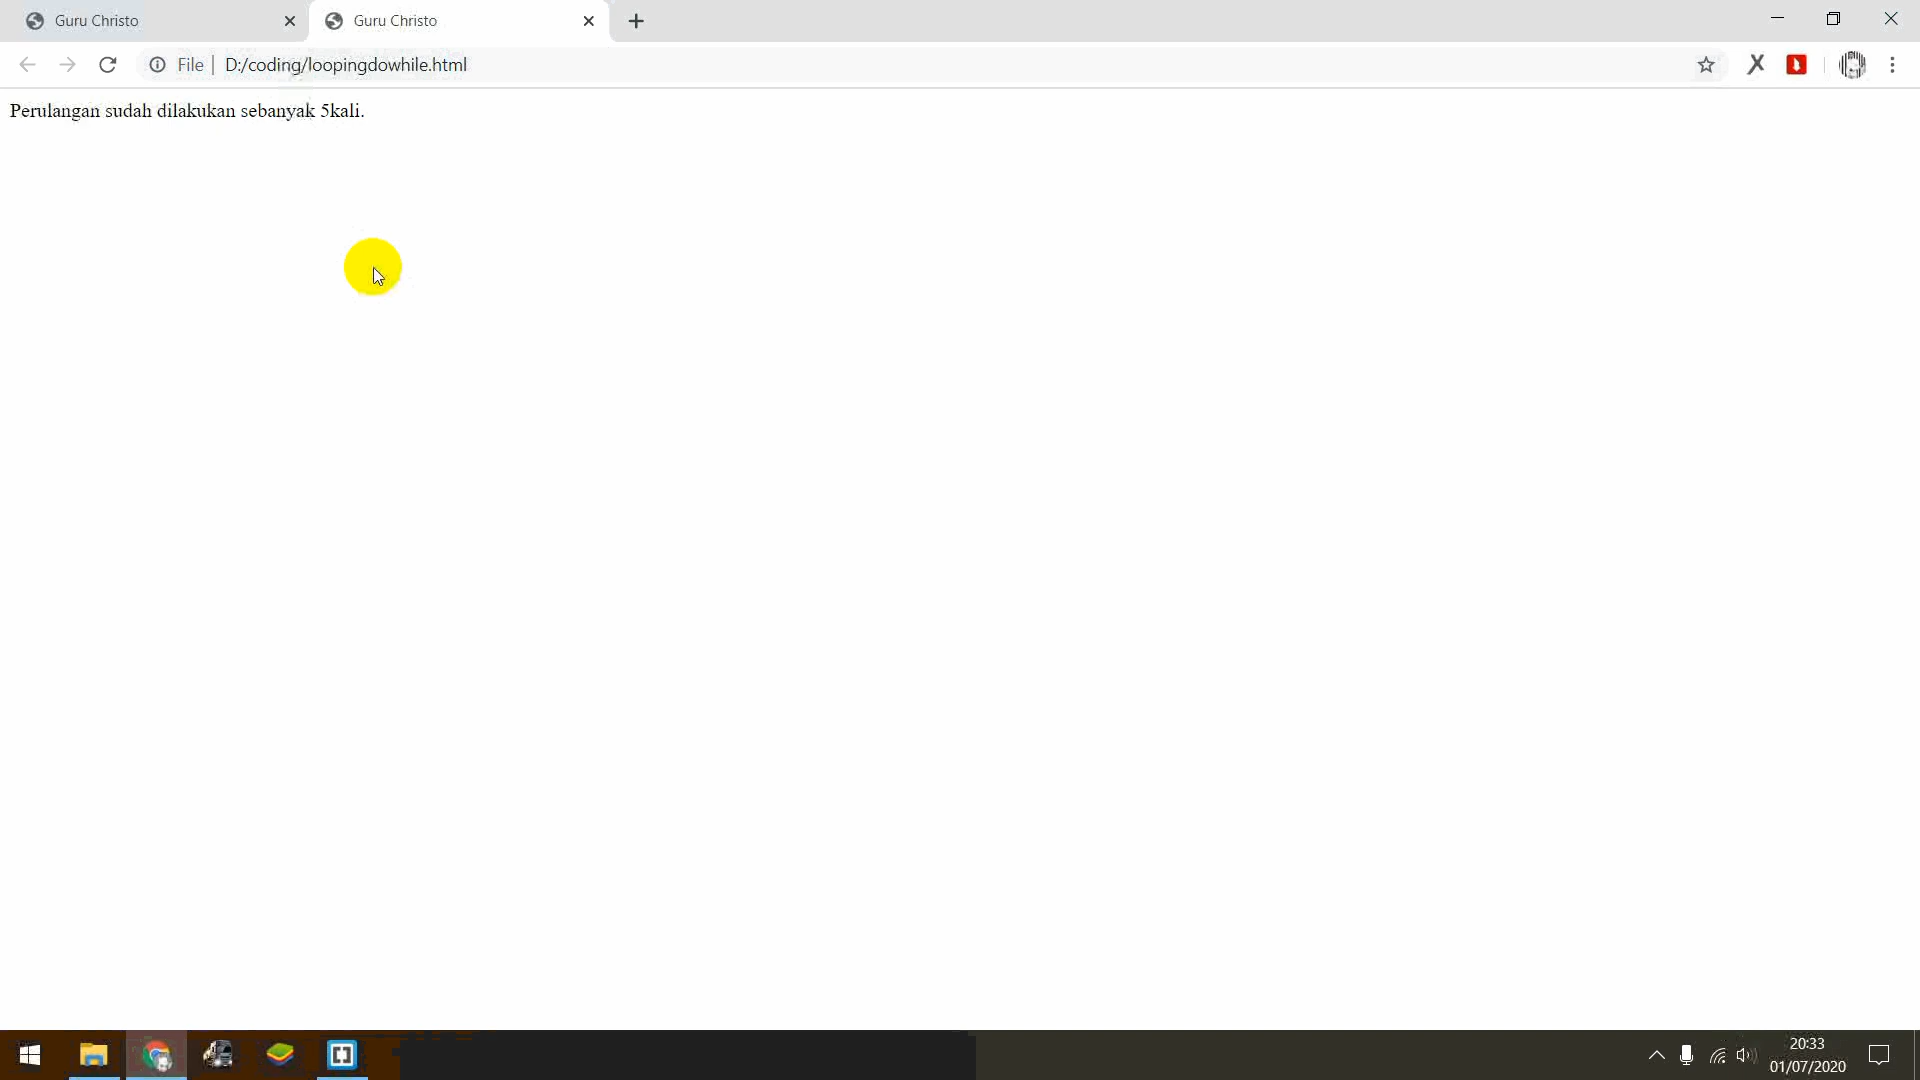 Guru Christo
Guru Christo
File
D:/coding/loopingdowhile.html
Perulangan sudah dilakukan sebanyak 5kali.
20:33
01/07/2020